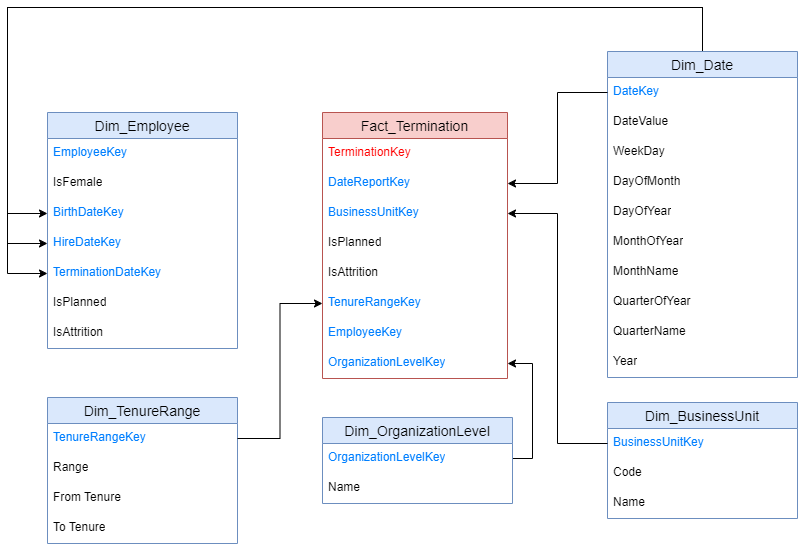 Dim_Date
DateKey
DateValue
WeekDay
DayOfMonth
DayOfYear
MonthOfYear
MonthName
QuarterOfYear
QuarterName
Year
Dim_Employee
EmployeeKey
IsFemale
BirthDateKey
HireDateKey
TerminationDateKey
IsPlanned
IsAttrition
Fact_Termination
TerminationKey
DateReportKey
BusinessUnitKey
IsPlanned
IsAttrition
TenureRangeKey
EmployeeKey
OrganizationLevelKey
Dim_TenureRange
TenureRangeKey
Range
From Tenure
To Tenure
Dim_OrganizationLevel
OrganizationLevelKey
Name
Dim_BusinessUnit
BusinessUnitKey
Code
Name